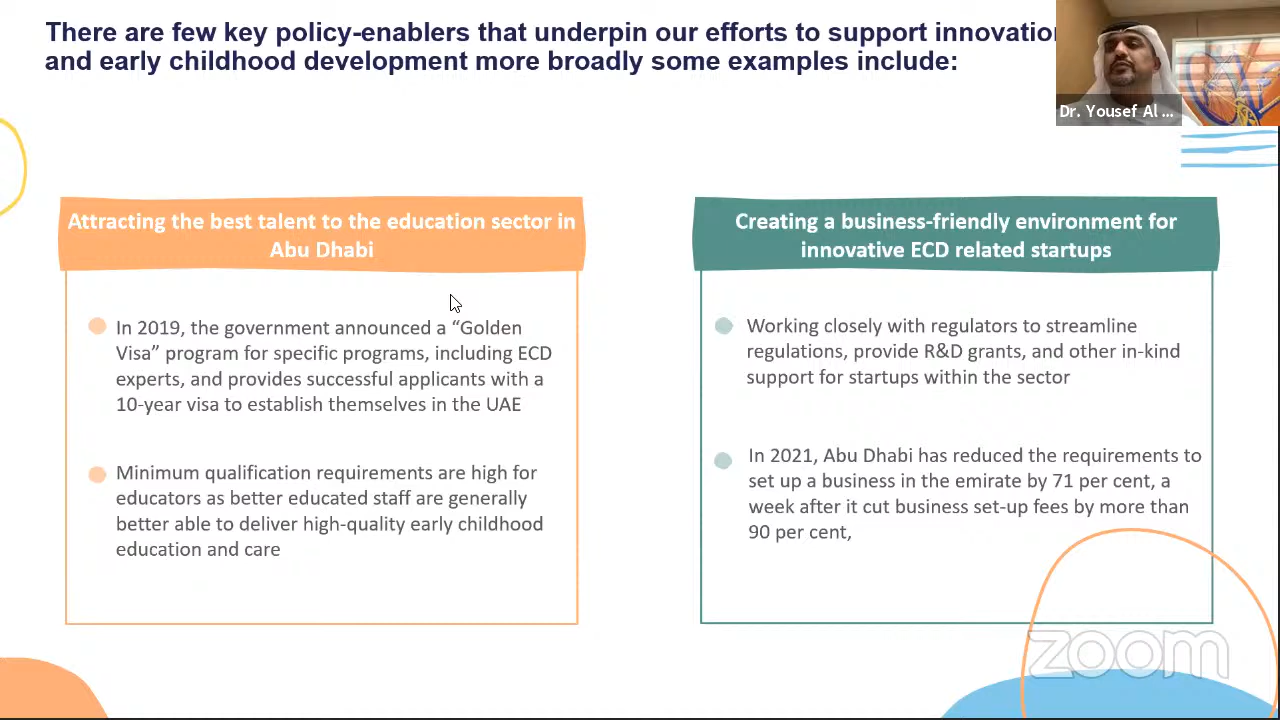 There are few key policy-enablers that underpin our efforts to support innovation
and early childhood development more broadly some examples include:
Dr. Yousef Al ...
Attracting the best talent to the education sector in
Abu Dhabi
In 2019, the government announced a “Golden
Visa” program for specific programs, including ECD
experts, and provides successful applicants with a
10-year visa to establish themselves in the UAE
Minimum qualification requirements are high for
educators as better educated staff are generally
better able to deliver high-quality early childhood
education and care
Creating a business-friendly environment for
innovative ECD related startups
Working closely with regulators to streamline
regulations, provide R&D grants, and other in-kind
support for startups within the sector
In 2021, Abu Dhabi has reduced the requirements to
set up a business in the emirate by 71 per cent, a
week after it cut business set-up fees by more than
90 per cent,
zoom